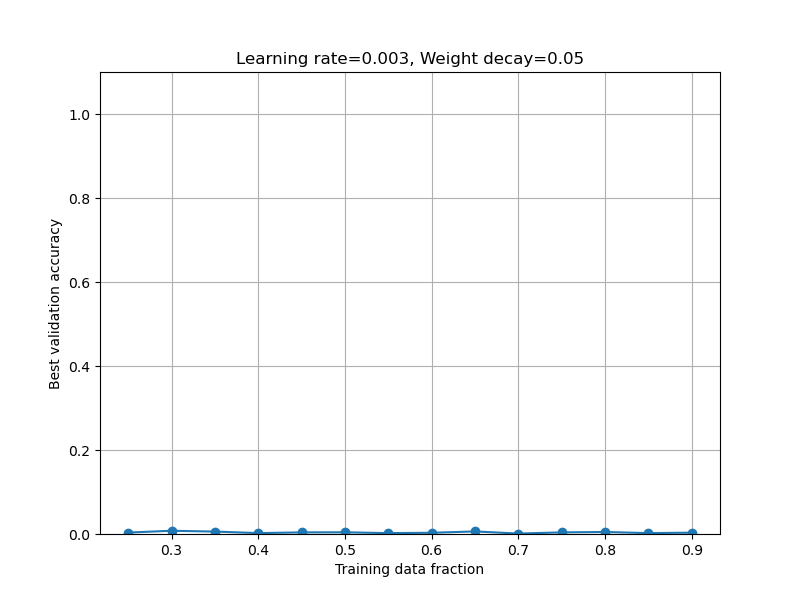 Learning rate=0.003, Weight decay=0.05
Best validation accuracy
1.0
0.8
0.6
0.4
0.2
0.0
0.3 0.4 0.5 0.6 0.7 0.8 0.9
Training data fraction